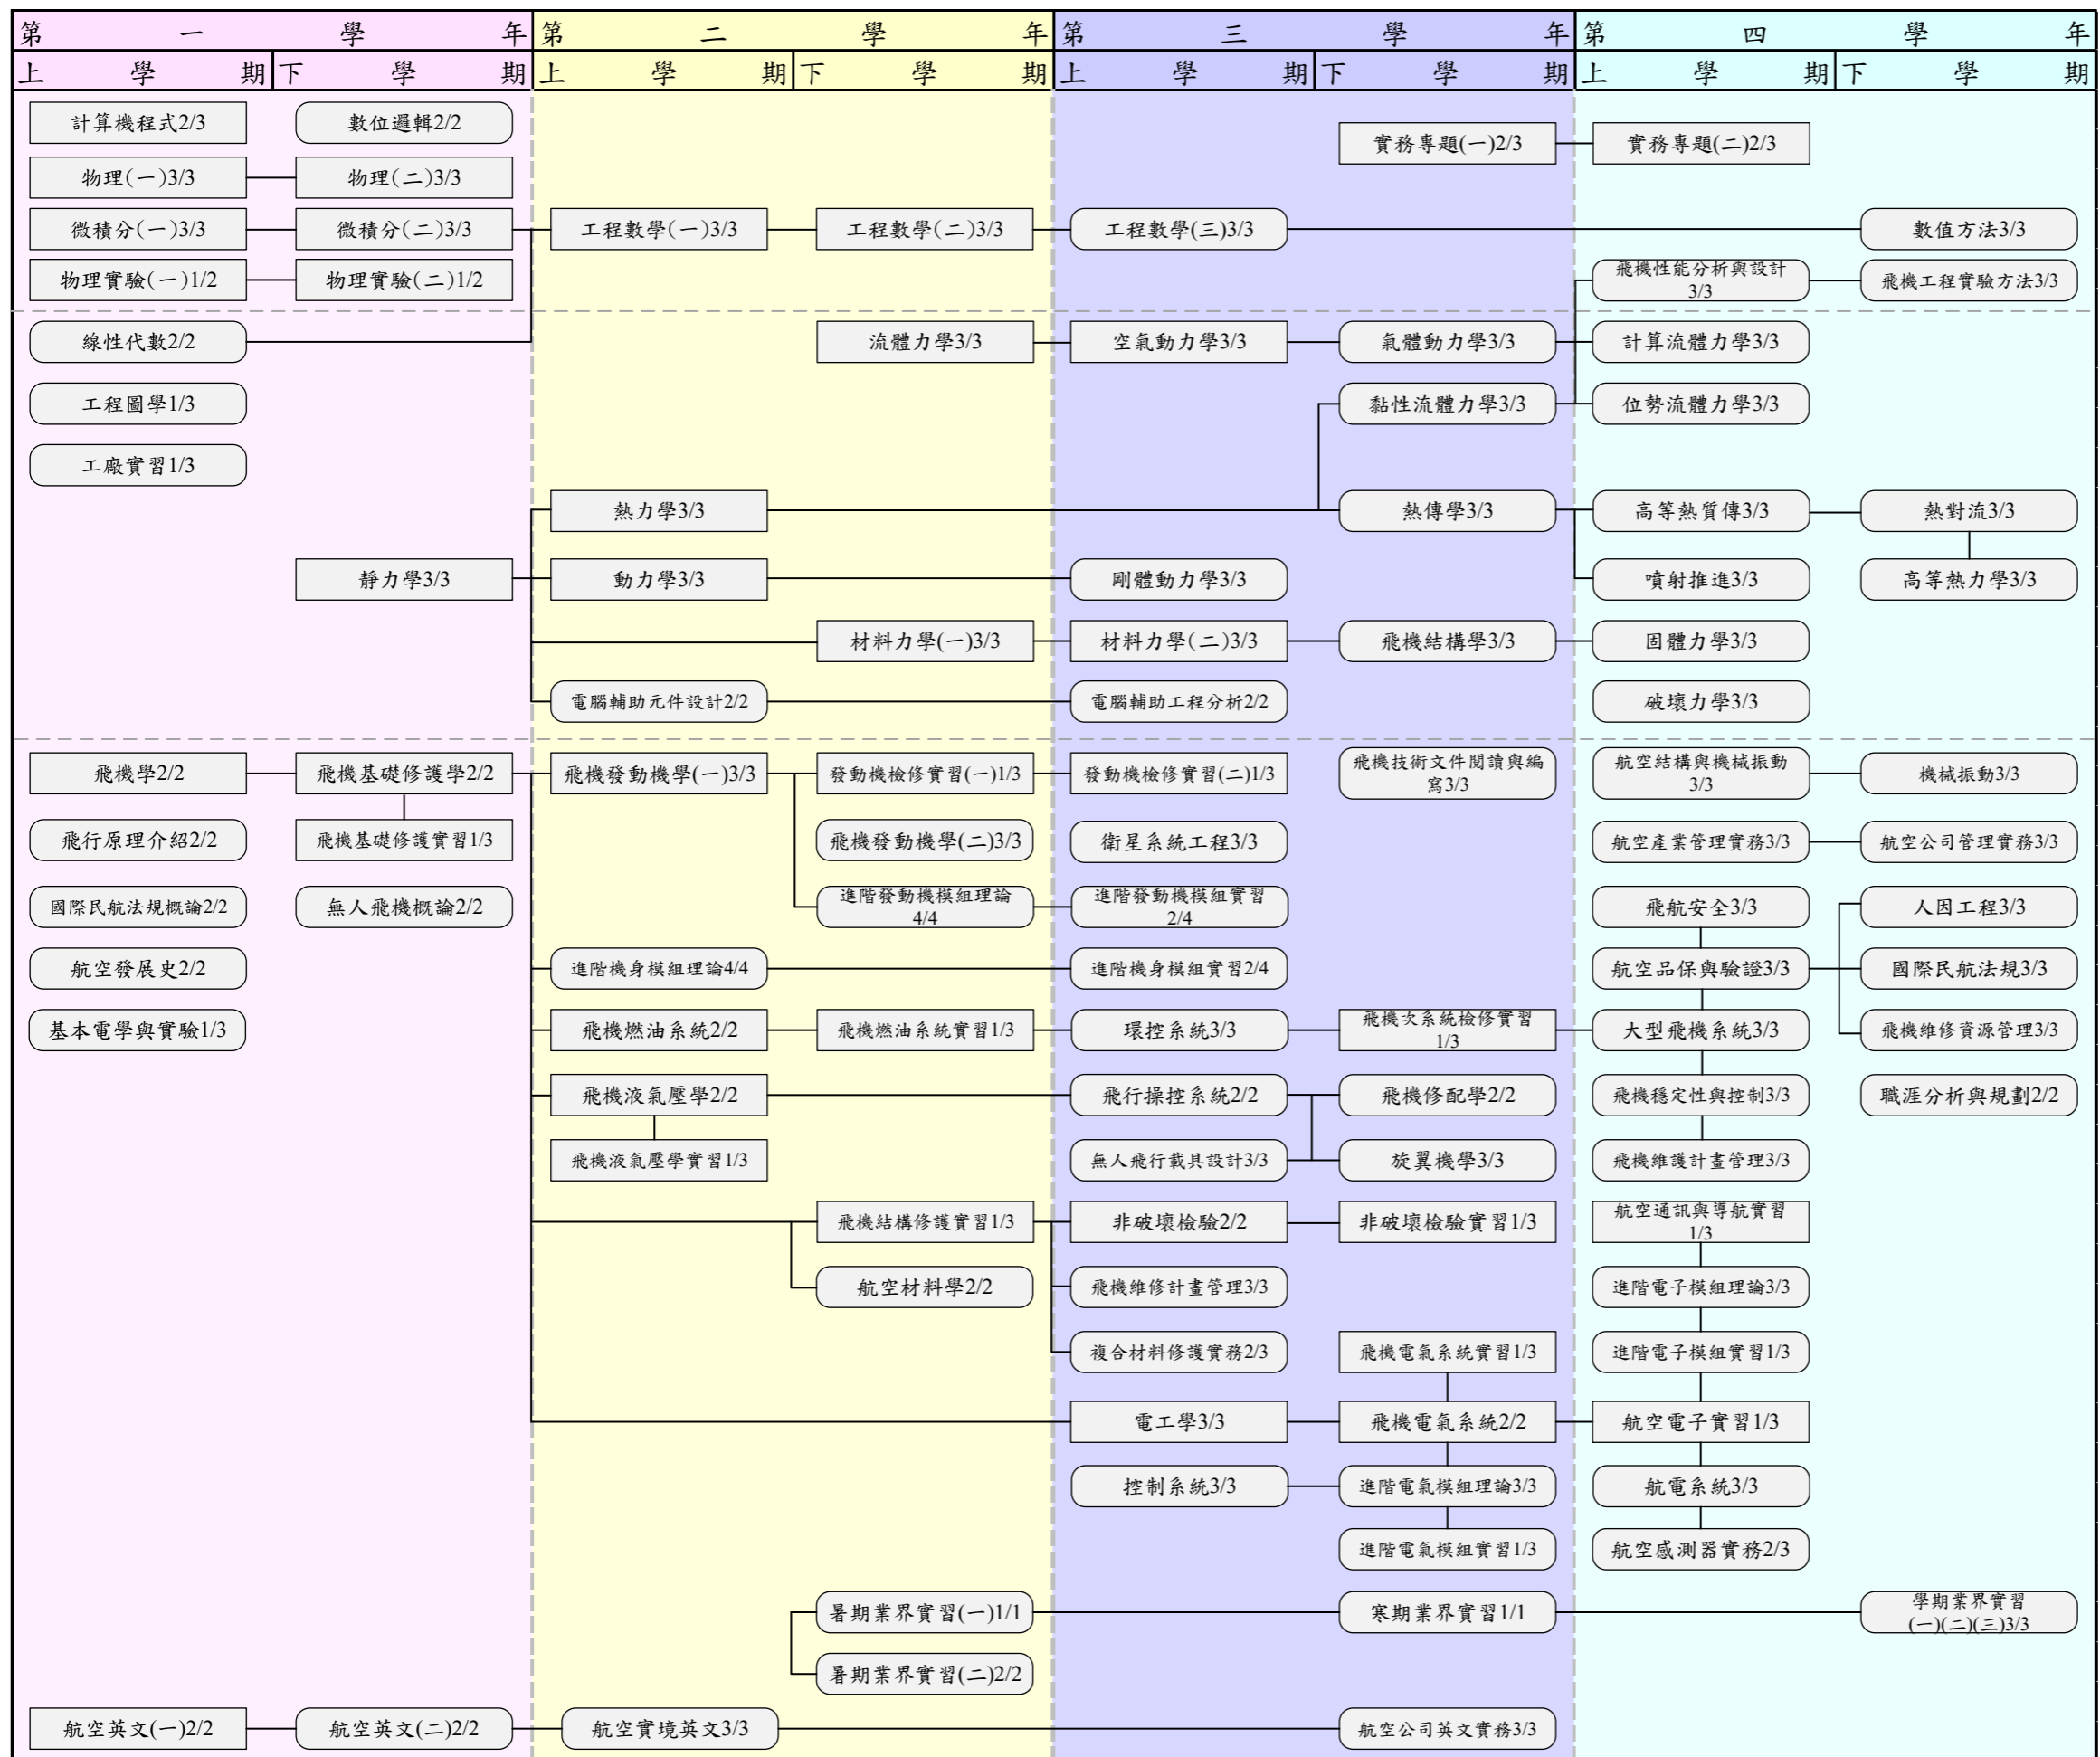 第一學年 第二學年 第三學年 第四學年
上學期 下學期 上學期 下學期 上學期 下學期 上學期 下學期
計算機程式2/3 數位邏輯2/2
實務專題(一)2/3 實務專題(二)2/3
物理(一)3/3 物理(二)3/3
微積分(一)3/3 微積分(二)3/3 工程數學(一)3/3 工程數學(二)3/3 工程數學(三)3/3 數值方法3/3
物理實驗(一)1/2 物理實驗(二)1/2 飛機性能分析與設計
3/3 飛機工程實驗方法3/3
線性代數2/2 流體力學3/3 空氣動力學3/3 氣體動力學3/3 計算流體力學3/3
工程圖學1/3 黏性流體力學3/3 位勢流體力學3/3
工廠實習1/3
熱力學3/3 熱傳學3/3 高等熱質傳3/3 熱對流3/3
靜力學3/3 動力學3/3 剛體動力學3/3 噴射推進3/3 高等熱力學3/3
材料力學(一)3/3 材料力學(二)3/3 飛機結構學3/3 固體力學3/3
電腦輔助元件設計2/2 電腦輔助工程分析2/2 破壞力學3/3
飛機學2/2 飛機基礎修護學2/2 飛機發動機學(一)3/3 發動機檢修實習(一)1/3 發動機檢修實習(二)1/3 飛機技術文件閱讀與編
寫3/3 航空結構與機械振動
3/3 機械振動3/3
飛行原理介紹2/2 飛機基礎修護實習1/3 飛機發動機學(二)3/3 衛星系統工程3/3 航空產業管理實務3/3 航空公司管理實務3/3
國際民航法規概論2/2 無人飛機概論2/2 進階發動機模組理論
4/4 進階發動機模組實習
2/4 飛航安全3/3 人因工程3/3
航空發展史2/2 進階機身模組理論4/4 進階機身模組實習2/4 航空品保與驗證3/3 國際民航法規3/3
基本電學與實驗1/3 飛機燃油系統2/2 飛機燃油系統實習1/3 環控系統3/3 飛機次系統檢修實習
1/3 大型飛機系統3/3 飛機維修資源管理3/3
飛機液氣壓學2/2 飛行操控系統2/2 飛機修配學2/2 飛機穩定性與控制3/3 職涯分析與規劃2/2
飛機液氣壓學實習1/3 無人飛行載具設計3/3 旋翼機學3/3 飛機維護計畫管理3/3
飛機結構修護實習1/3 非破壞檢驗2/2 非破壞檢驗實習1/3 航空通訊與導航實習
1/3
航空材料學2/2 飛機維修計畫管理3/3 進階電子模組理論3/3
複合材料修護實務2/3 飛機電氣系統實習1/3 進階電子模組實習1/3
電工學3/3 飛機電氣系統2/2 航空電子實習1/3
控制系統3/3 進階電氣模組理論3/3 航電系統3/3
進階電氣模組實習1/3 航空感測器實務2/3
暑期業界實習(一)1/1 寒期業界實習1/1 學期業界實習
(一)(二)(三)3/3
暑期業界實習(二)2/2
航空英文(一)2/2 航空英文(二)2/2 航空實境英文3/3 航空公司英文實務3/3